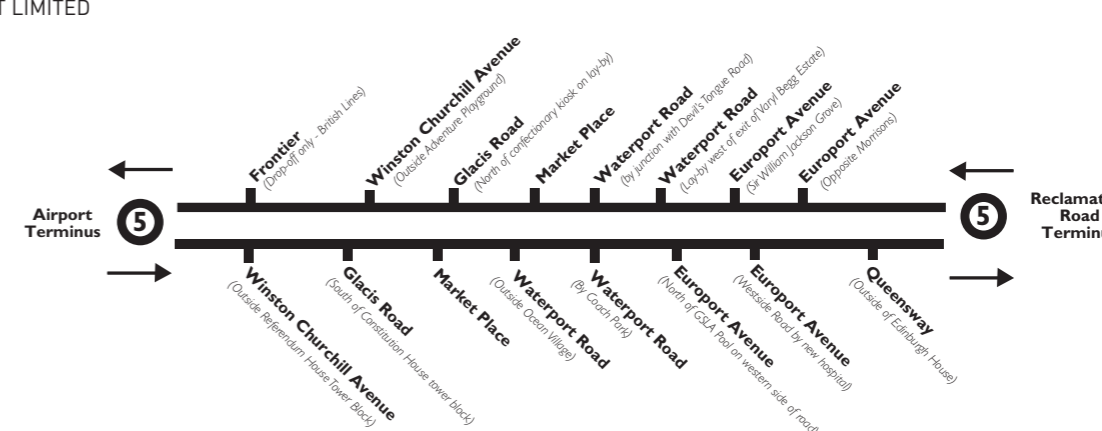 T LIMITED
Frontier
(Drop-off only - British Lines)
Winston Churchill Avenue
(Outside Adventure Playground)
Glacis Road
(North of confectionary kiosk on lay-by)
Market Place
Waterport Road
(by junction with Devil's Tongue Road)
Waterport Road
(Lay-by west of exit of Varyl Begg Estate)
Europort Avenue
(Sir William Jackson Grove)
Europort Avenue
(Opposite Morrisons)
Airport
Terminus
5
5
Reclamat
Road
Termin
Winston Churchill Avenue
(Outside Referendum House Tower Block)
Glacis Road
(South of Constitution House tower block)
Market Place
Waterport Road
(Outside Ocean Village)
Waterport Road
(By Coach Park)
Europort Avenue
(North of GSLA Pool on western side of road)
Europort Avenue
(Westside Road by new hospital)
Queensway
(Outside of Edinburgh House)